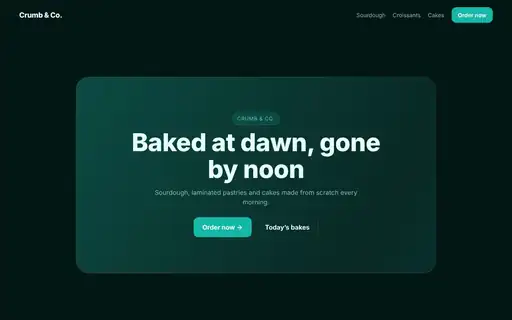 Crumb & Co.
Sourdough Croissants Cakes Order now
CRUMB & CO.
Baked at dawn, gone
by noon
Sourdough, laminated pastries and cakes made from scratch every
morning.
Order now → Today's bakes